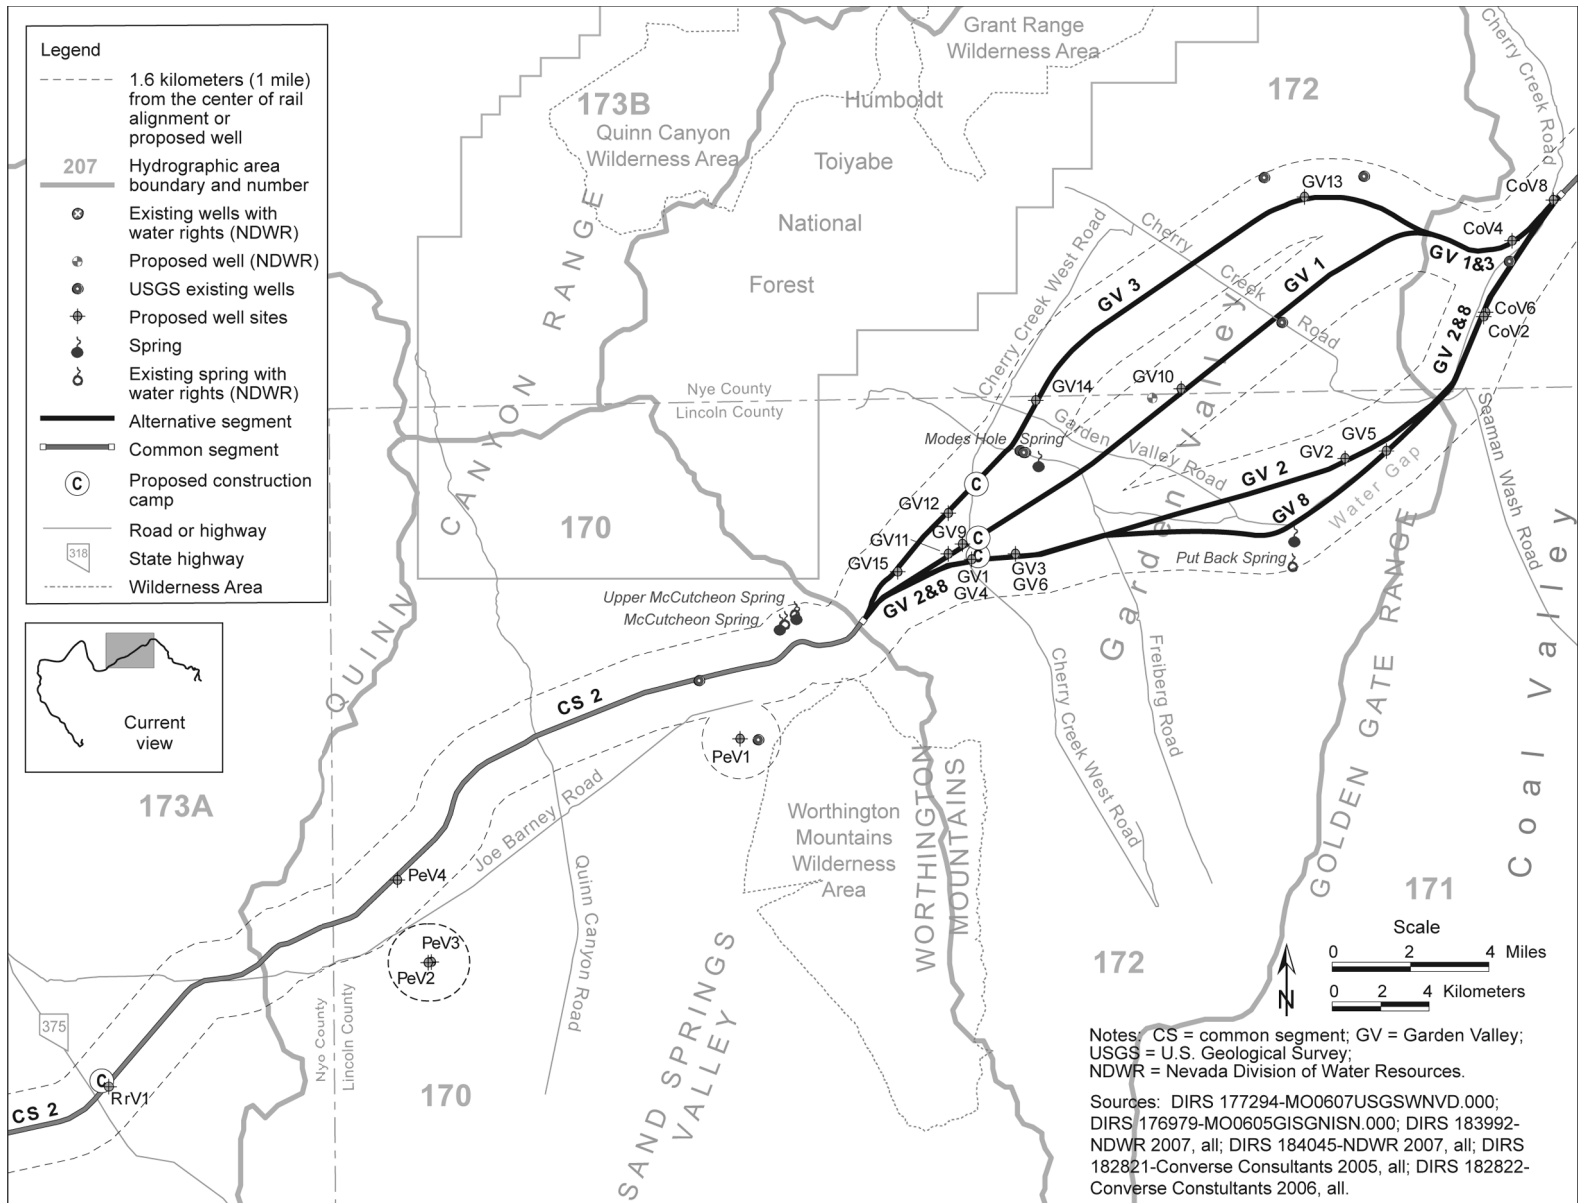 Legend
1.6 kilometers (1 mile)
from the center of rail
alignment or
proposed well
207
Hydrographic area
boundary and number
Existing wells with
water rights (NDWR)
Proposed well (NDWR)
USGS existing wells
Proposed well sites
Spring
Existing spring with
water rights (NDWR)
Alternative segment
Common segment
C
Proposed construction
camp
Road or highway
318
State highway
Wilderness Area
Current
view
Grant Range
Wilderness Area
173B
Quinn Canyon
Wilderness Area
Humboldt
Toiyabe
National
Forest
172
Cherry Creek Road
QUINN CANYON RANGE
Nye County
Lincoln County
Cherry Creek West Road
Cherry Creek Road
GV13
CoV8
CoV4
GV 1&3
CoV6
CoV2
GV 2&8
GV 3
GV 1
GV14
GV10
Garden Valley Road
Modes Hole Spring
GV5
GV2
GV 2
GV 8
Water Gap
Seaman Wash Road
Put Back Spring
170
GV12
C
GV9
C
GV11
C
GV15
GV1
GV4
GV3
GV6
GV 2&8
Upper McCutcheon Spring
McCutcheon Spring
Garden Valley
Freiberg Road
Cherry Creek West Road
GOLDEN GATE RANGE
Coal Valley
CS 2
PeV1
Joe Barney Road
Quinn Canyon Road
173A
PeV4
PeV3
PeV2
Worthington
Mountains
Wilderness
Area
WORTHINGTON
MOUNTAINS
171
172
375
Nye County
Lincoln County
C
RrV1
CS 2
170
SAND SPRINGS
VALLEY
Scale
0 2 4 Miles
0 2 4 Kilometers
N
Notes: CS = common segment; GV = Garden Valley;
USGS = U.S. Geological Survey;
NDWR = Nevada Division of Water Resources.
Sources: DIRS 177294-MO0607USGSWNVD.000;
DIRS 176979-MO0605GISGNISN.000; DIRS 183992-
NDWR 2007, all; DIRS 184045-NDWR 2007, all; DIRS
182821-Converse Consultants 2005, all; DIRS 182822-
Converse Constultants 2006, all.